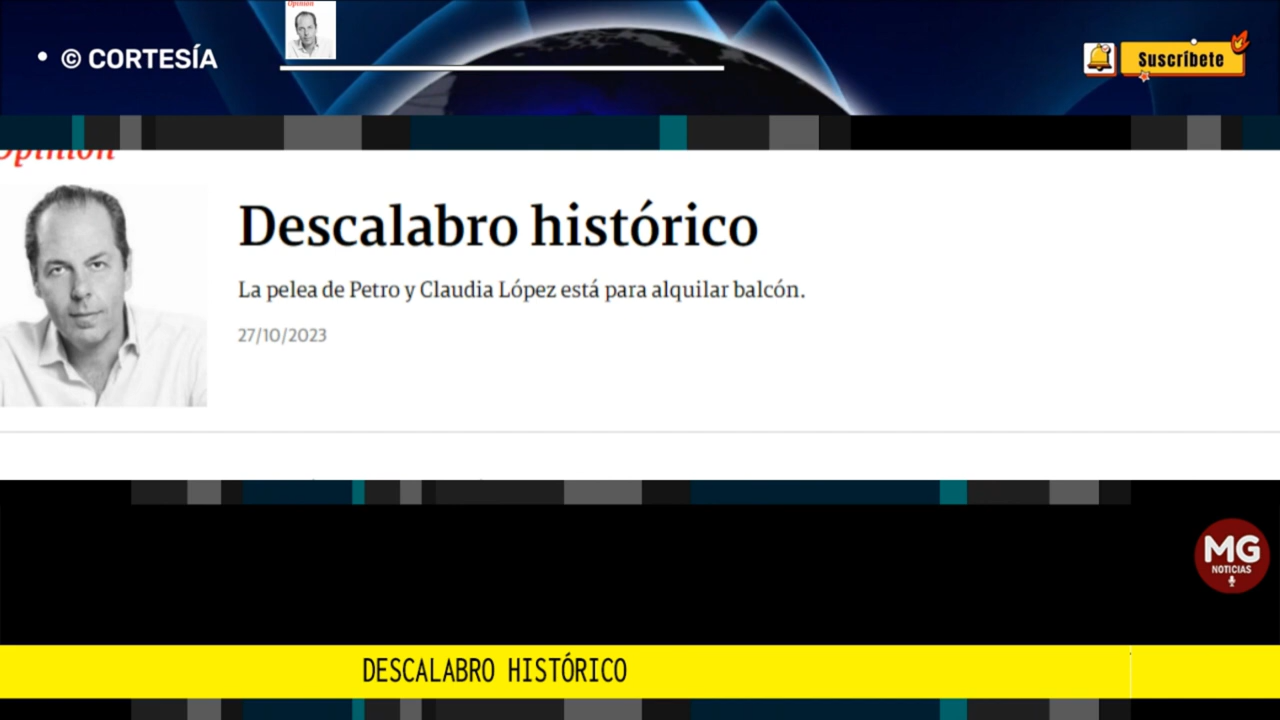 Opinión
• © CORTESÍA
Suscríbete
Opinión
Descalabro histórico
La pelea de Petro y Claudia López está para alquilar balcón.
27/10/2023
MG
NOTICIAS
DESCALABRO HISTÓRICO